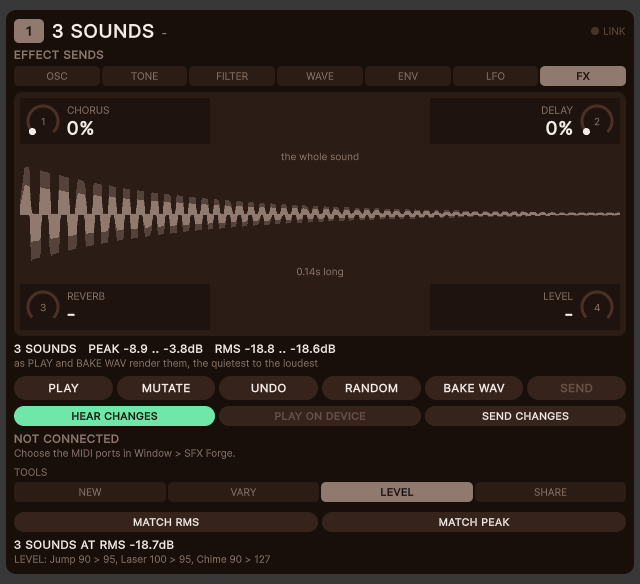 1 3 SOUNDS - LINK
EFFECT SENDS
OSC TONE FILTER WAVE ENV LFO FX
1 CHORUS 0% DELAY 0% 2
the whole sound
0.14s long
3 REVERB - LEVEL - 4
3 SOUNDS PEAK -8.9 .. -3.8dB RMS -18.8 .. -18.6dB
as PLAY and BAKE WAV render them, the quietest to the loudest
PLAY MUTATE UNDO RANDOM BAKE WAV SEND
HEAR CHANGES PLAY ON DEVICE SEND CHANGES
NOT CONNECTED
Choose the MIDI ports in Window > SFX Forge.
TOOLS
NEW VARY LEVEL SHARE
MATCH RMS MATCH PEAK
3 SOUNDS AT RMS -18.7dB
LEVEL: Jump 90 > 95, Laser 100 > 95, Chime 90 > 127